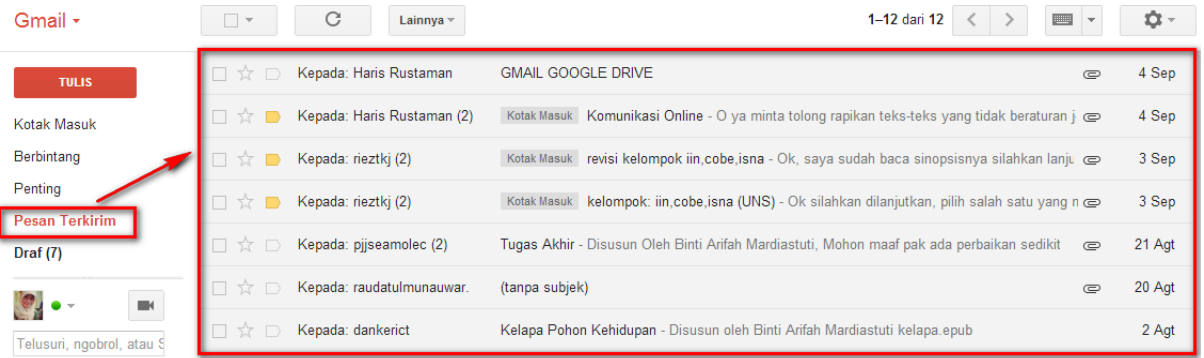 Gmail
Lainnya
1–12 dari 12
TULIS
Kotak Masuk
Berbintang
Penting
Pesan Terkirim
Draf (7)
Telusuri, ngobrol, atau S
Kepada: Haris Rustaman GMAIL GOOGLE DRIVE 4 Sep
Kepada: Haris Rustaman (2) Kotak Masuk Komunikasi Online - O ya minta tolong rapikan teks-teks yang tidak beraturan j 4 Sep
Kepada: rieztkj (2) Kotak Masuk revisi kelompok iin,cobe,isna - Ok, saya sudah baca sinopsisnya silahkan lanju 3 Sep
Kepada: rieztkj (2) Kotak Masuk kelompok: iin,cobe,isna (UNS) - Ok silahkan dilanjutkan, pilih salah satu yang n 3 Sep
Kepada: pjjseamolec (2) Tugas Akhir - Disusun Oleh Binti Arifah Mardiastuti, Mohon maaf pak ada perbaikan sedikit 21 Agt
Kepada: raudatulmunauwar. (tanpa subjek) 20 Agt
Kepada: dankerict Kelapa Pohon Kehidupan - Disusun oleh Binti Arifah Mardiastuti kelapa.epub 2 Agt